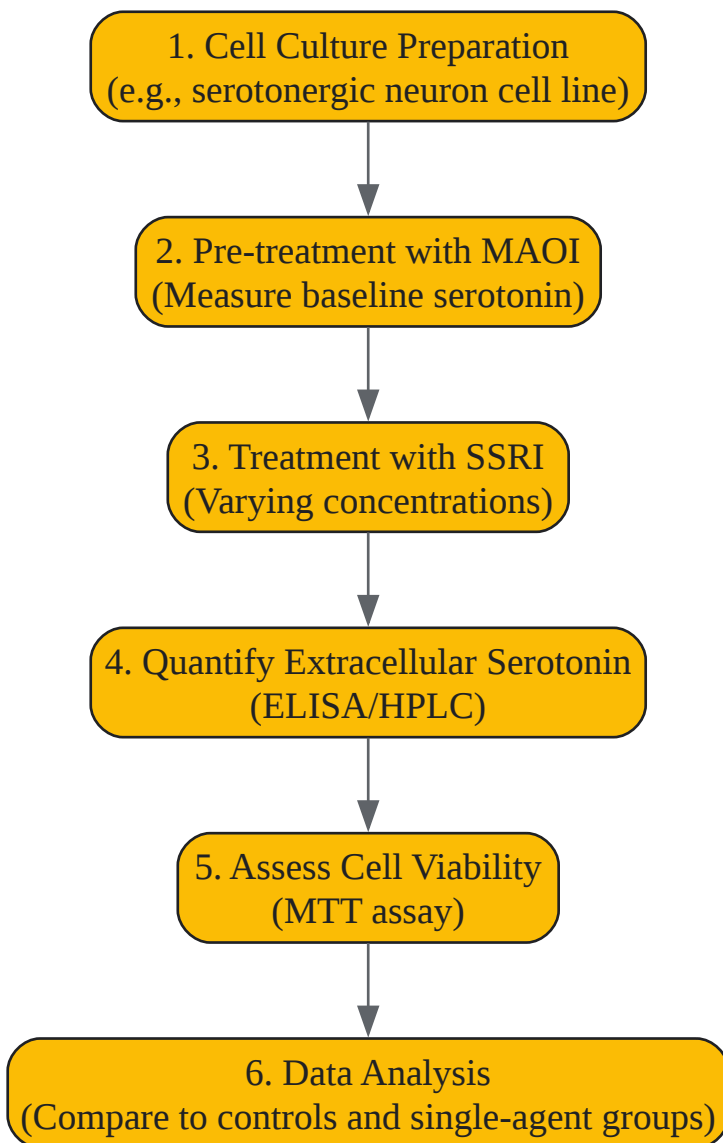 1. Cell Culture Preparation
(e.g., serotonergic neuron cell line)
2. Pre-treatment with MAOI
(Measure baseline serotonin)
3. Treatment with SSRI
(Varying concentrations)
4. Quantify Extracellular Serotonin
(ELISA/HPLC)
5. Assess Cell Viability
(MTT assay)
6. Data Analysis
(Compare to controls and single-agent groups)